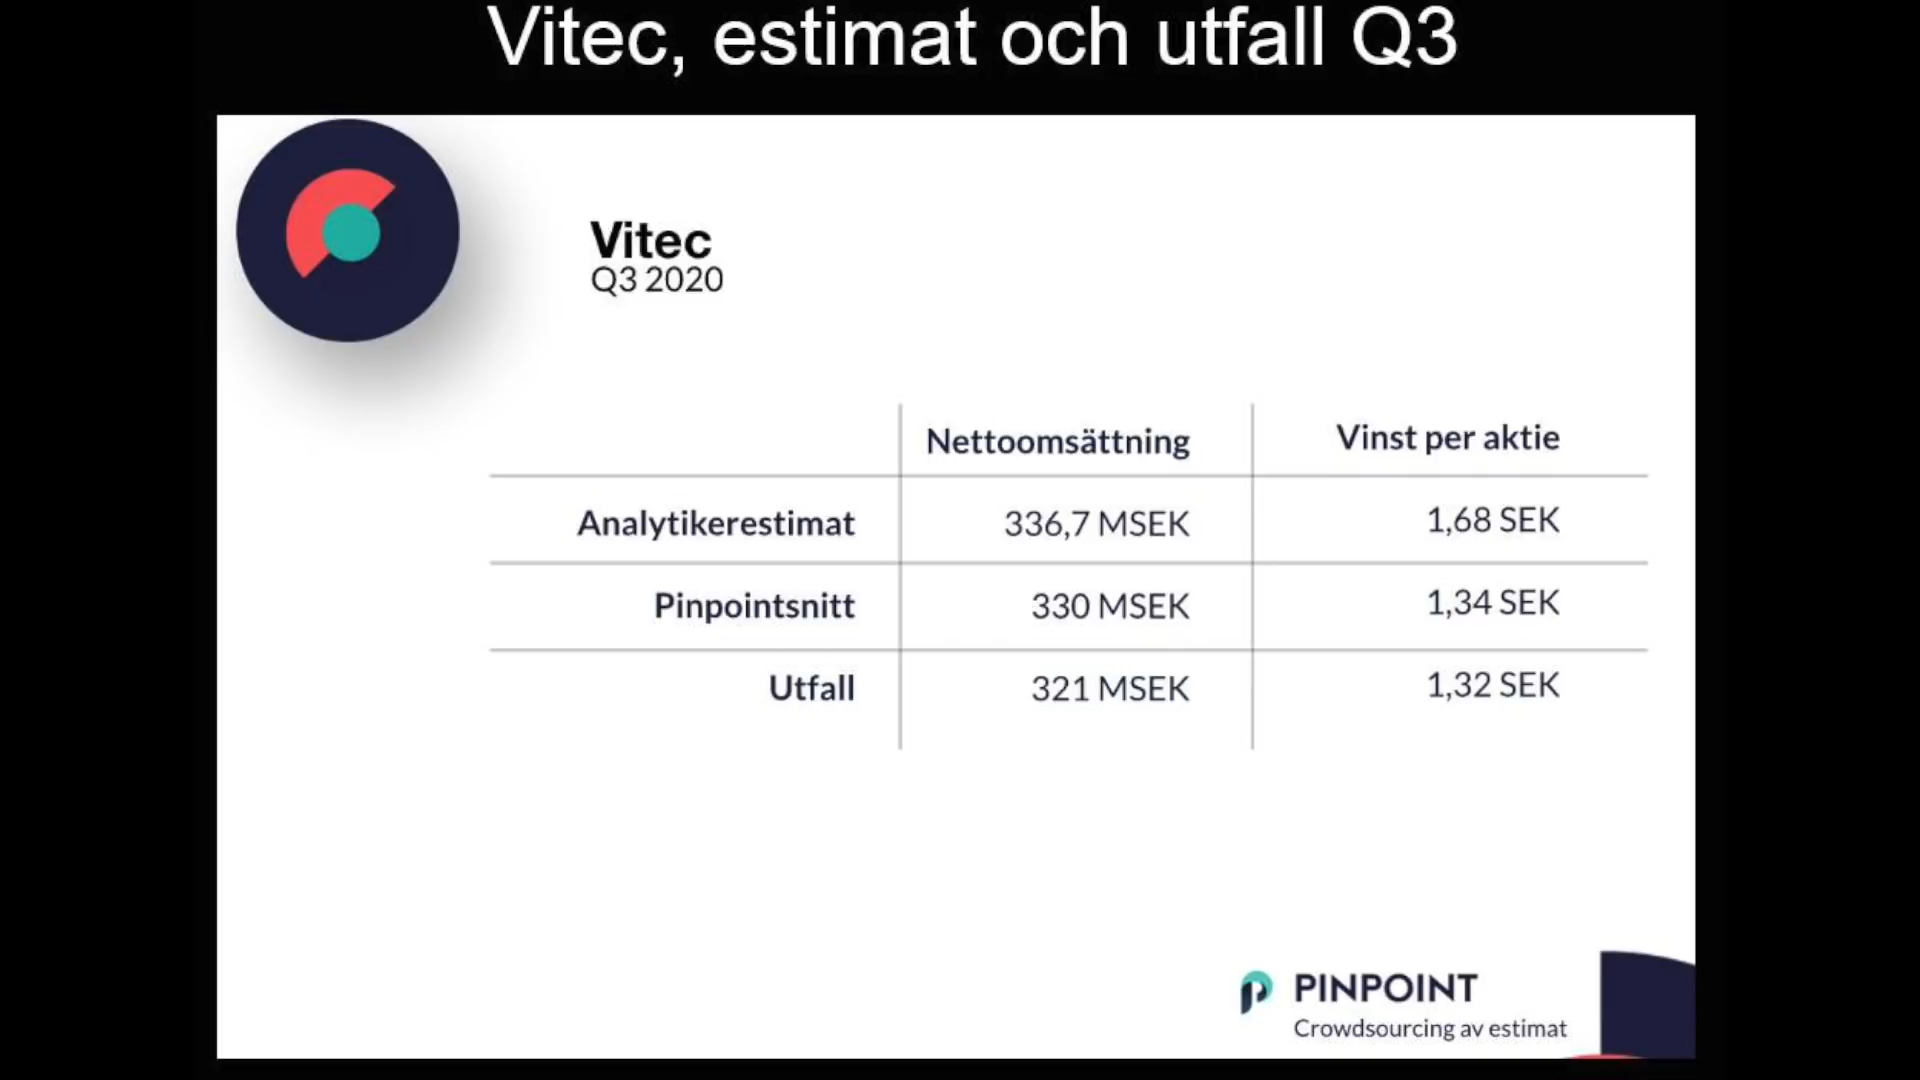 Vitec, estimat och utfall Q3
Vitec
Q3 2020
Nettoomsättning Vinst per aktie
Analytikerestimat 336,7 MSEK 1,68 SEK
Pinpointsnitt 330 MSEK 1,34 SEK
Utfall 321 MSEK 1,32 SEK
PINPOINT
Crowdsourcing av estimat